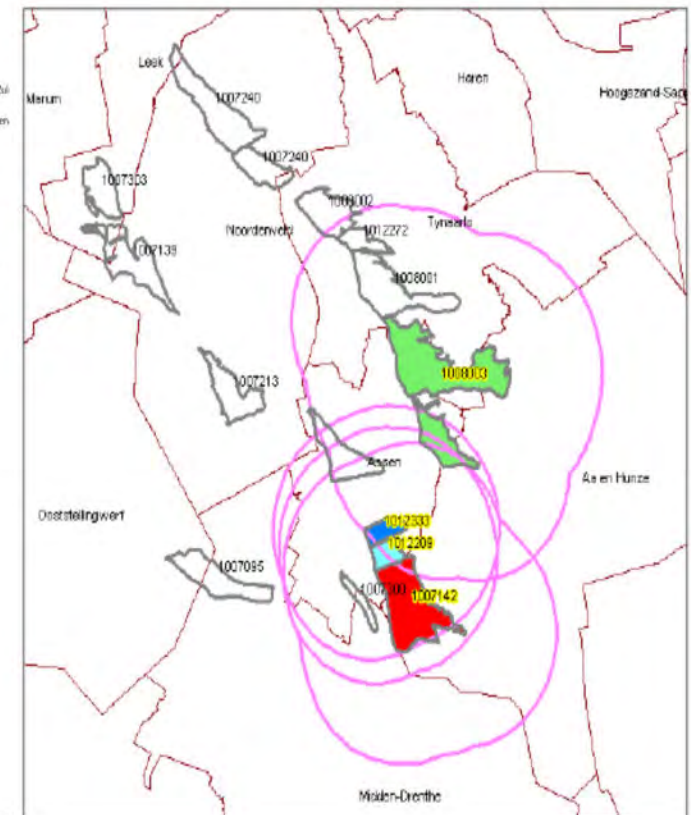 Leek
1007240
Haren
Marum
Hoogezand-Sap
1007240
1007303
1008002
Noordenveld
Tynaarlo
1012272
1007139
1008001
1008003
1007213
Assen
Aa en Hunze
Ooststellingwerf
1012333
1012209
1007095
1007142
Midden-Drenthe